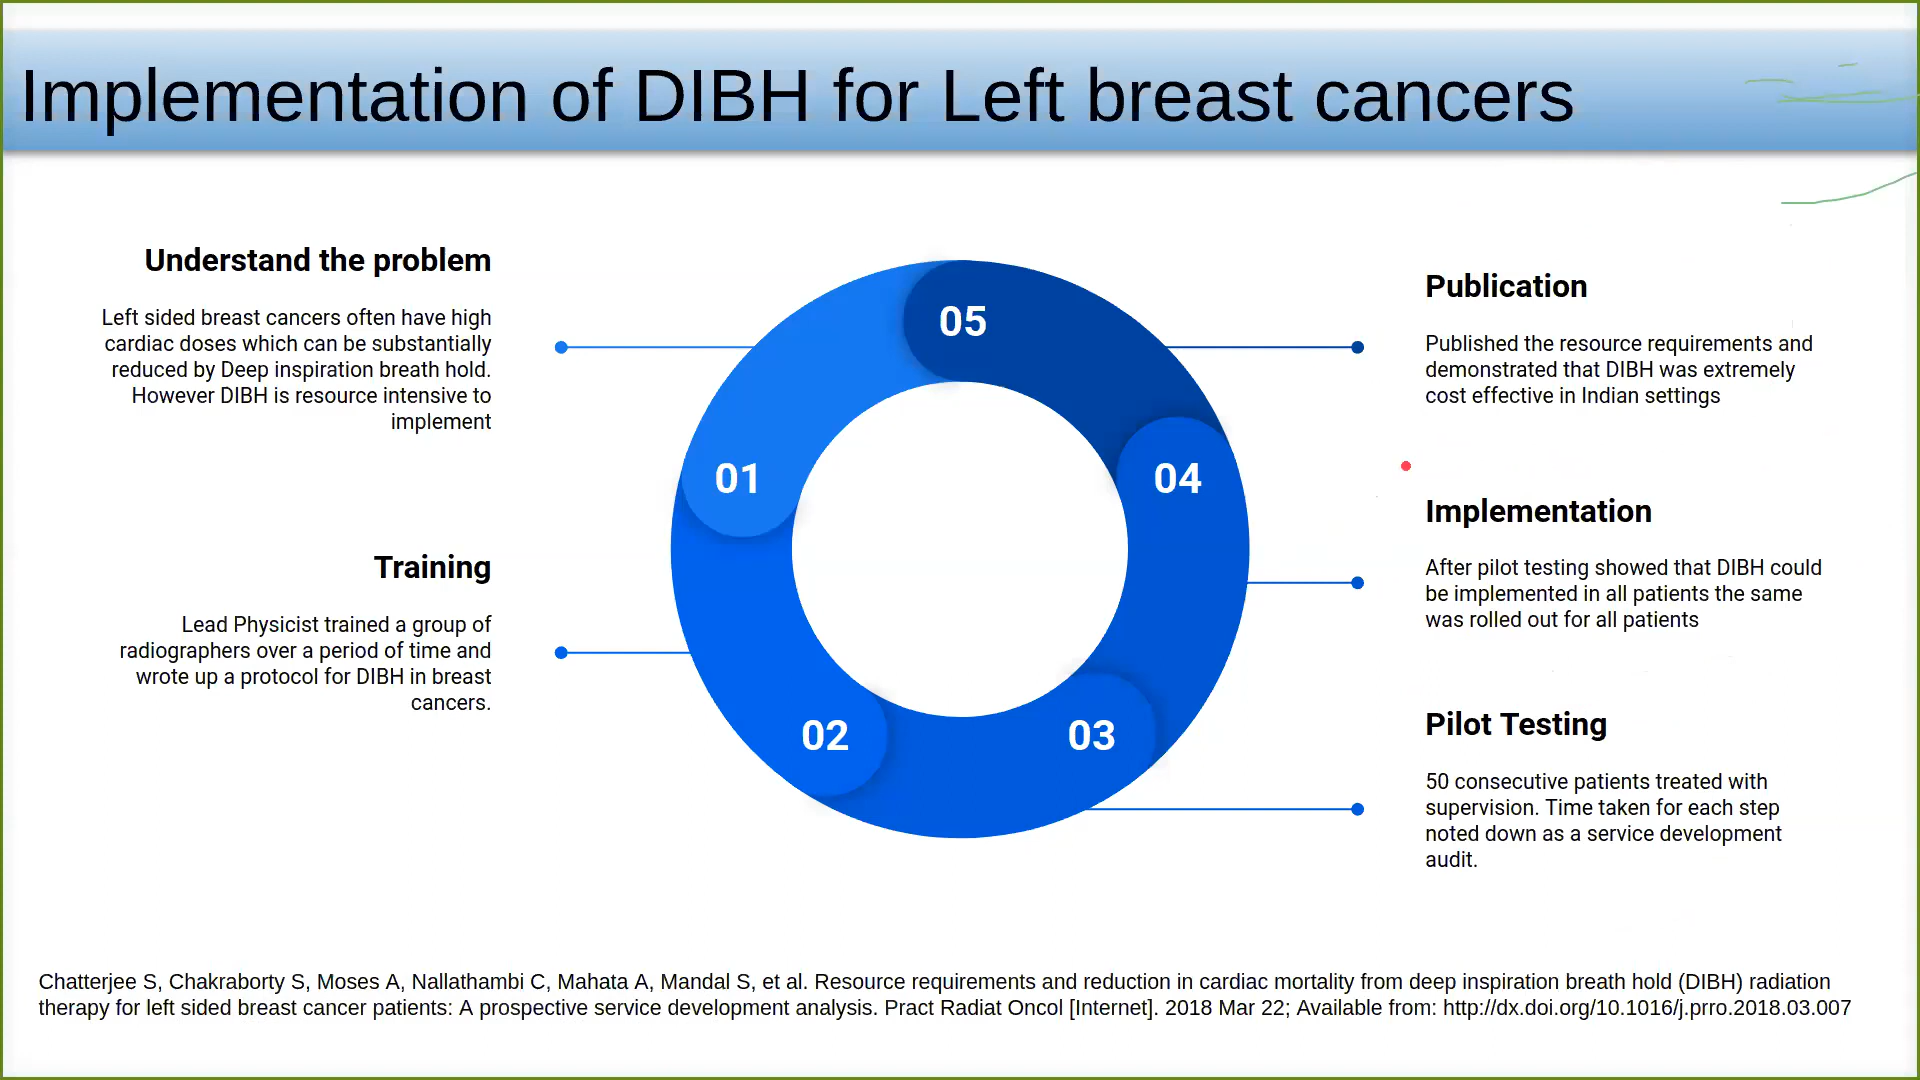 Implementation of DIBH for Left breast cancers
Understand the problem
Left sided breast cancers often have high
cardiac doses which can be substantially
reduced by Deep inspiration breath hold.
However DIBH is resource intensive to
implement
Training
Lead Physicist trained a group of
radiographers over a period of time and
wrote up a protocol for DIBH in breast
cancers.
05
01
04
02
03
Publication
Published the resource requirements and
demonstrated that DIBH was extremely
cost effective in Indian settings
Implementation
After pilot testing showed that DIBH could
be implemented in all patients the same
was rolled out for all patients
Pilot Testing
50 consecutive patients treated with
supervision. Time taken for each step
noted down as a service development
audit.
Chatterjee S, Chakraborty S, Moses A, Nallathambi C, Mahata A, Mandal S, et al. Resource requirements and reduction in cardiac mortality from deep inspiration breath hold (DIBH) radiation
therapy for left sided breast cancer patients: A prospective service development analysis. Pract Radiat Oncol [Internet]. 2018 Mar 22; Available from: http://dx.doi.org/10.1016/j.prro.2018.03.007